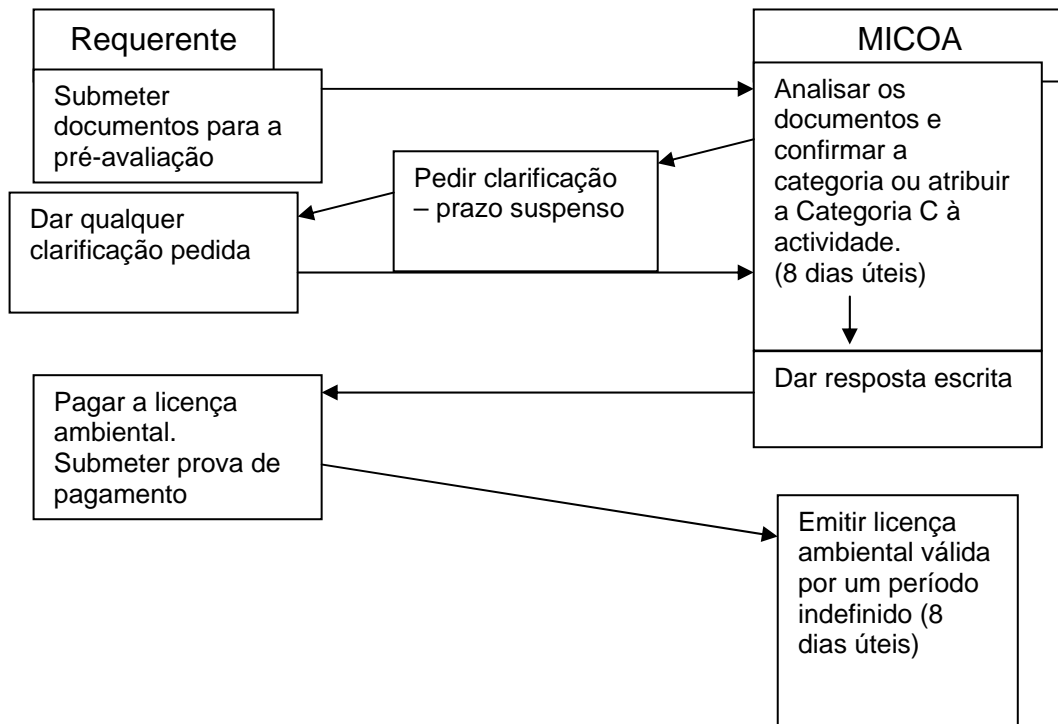 Requerente
MICOA
Submeter
documentos para a
pré-avaliação
Analisar os
documentos e
confirmar a
categoria ou atribuir
a Categoria C à
actividade.
(8 dias úteis)
Pedir clarificação
– prazo suspenso
Dar qualquer
clarificação pedida
Dar resposta escrita
Pagar a licença
ambiental.
Submeter prova de
pagamento
Emitir licença
ambiental válida
por um período
indefinido (8
dias úteis)